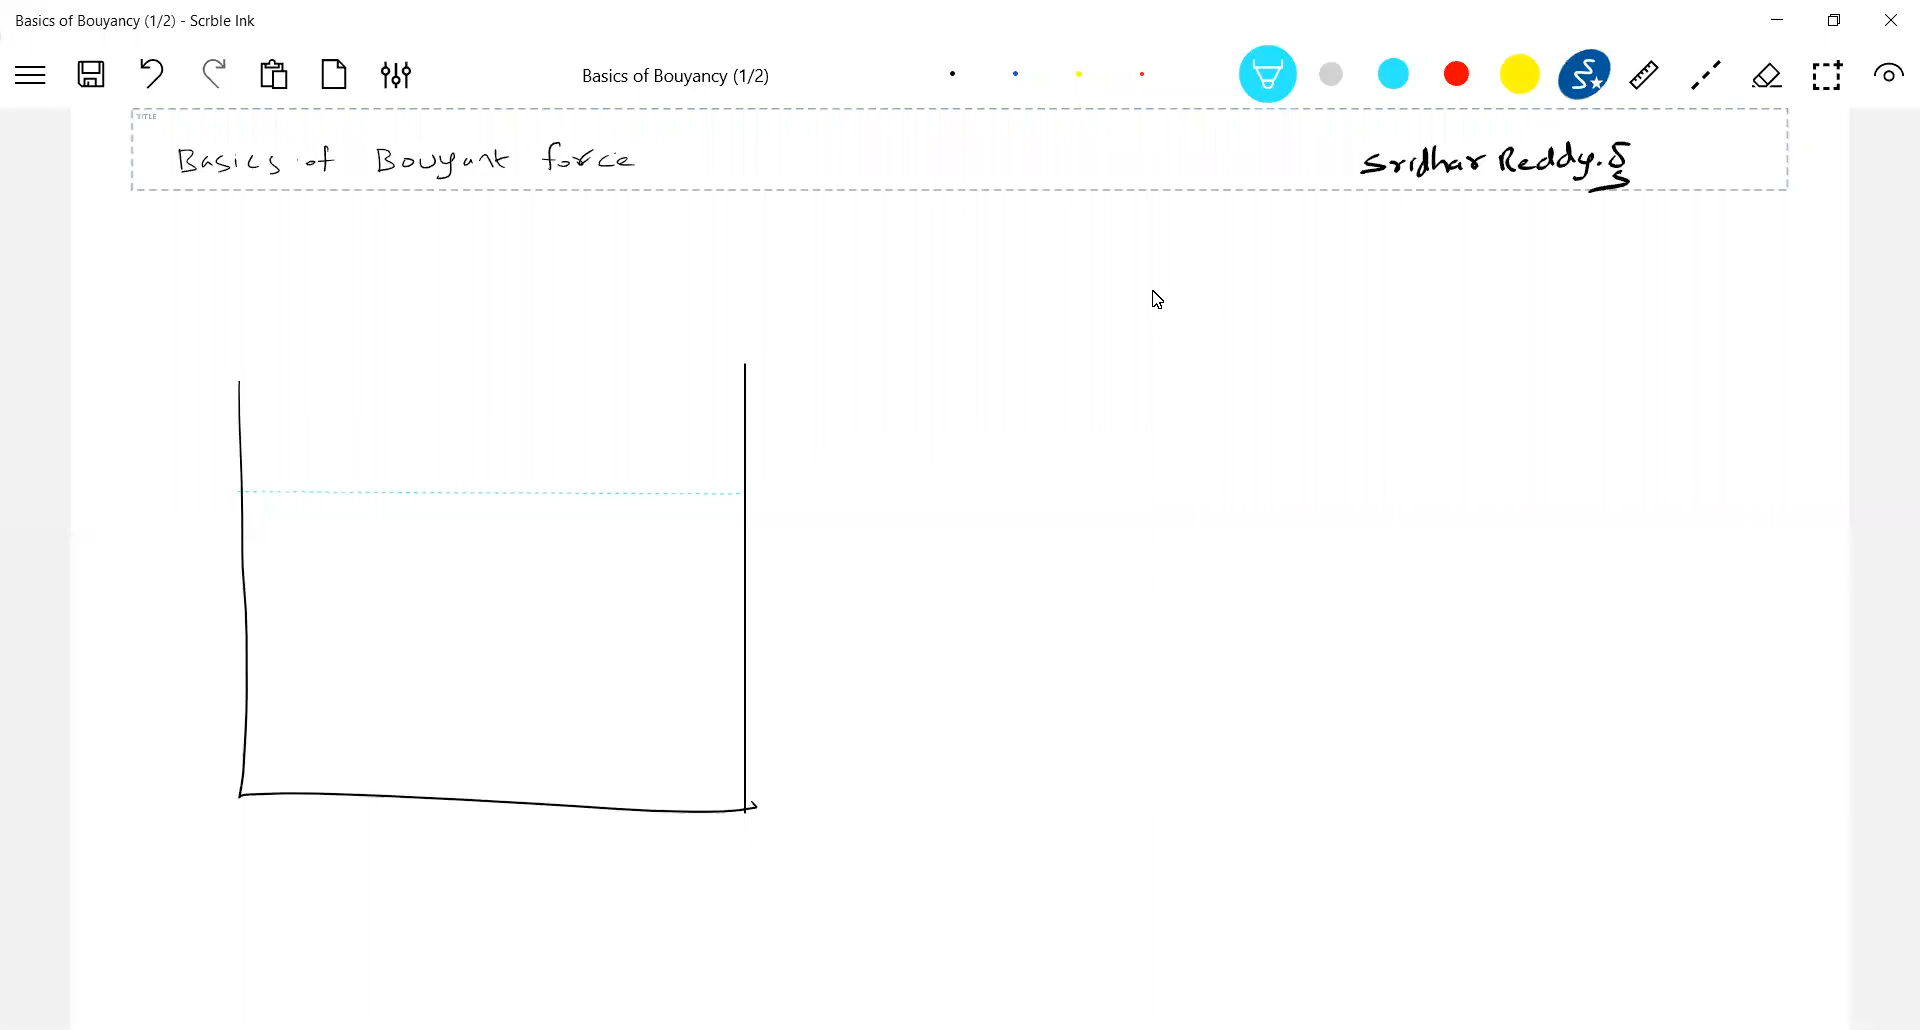 Basics of Bouyancy (1/2) - Scrble Ink
Basics of Bouyancy (1/2)
TITLE
Basics of Bouyant force
Sridhar Reddy.S